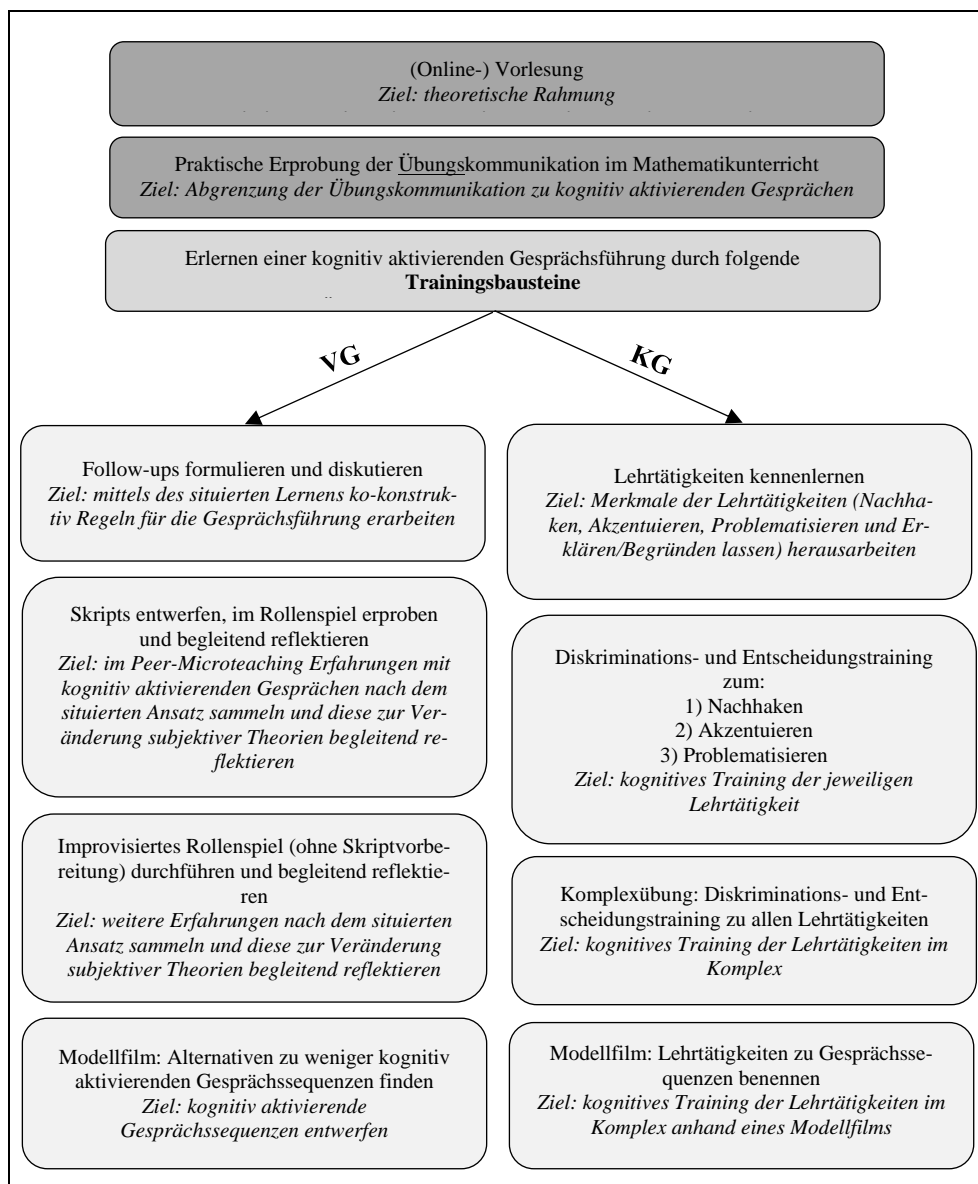 (Online-) Vorlesung
Ziel: theoretische Rahmung
Praktische Erprobung der Übungskommunikation im Mathematikunterricht
Ziel: Abgrenzung der Übungskommunikation zu kognitiv aktivierenden Gesprächen
Erlernen einer kognitiv aktivierenden Gesprächsführung durch folgende
Trainingsbausteine
VG
KG
Follow-ups formulieren und diskutieren
Ziel: mittels des situierten Lernens ko-konstruk-
tiv Regeln für die Gesprächsführung erarbeiten
Skripts entwerfen, im Rollenspiel erproben
und begleitend reflektieren
Ziel: im Peer-Microteaching Erfahrungen mit
kognitiv aktivierenden Gesprächen nach dem
situierten Ansatz sammeln und diese zur Ver-
änderung subjektiver Theorien begleitend re-
flektieren
Improvisiertes Rollenspiel (ohne Skriptvorbe-
reitung) durchführen und begleitend reflektie-
ren
Ziel: weitere Erfahrungen nach dem situierten
Ansatz sammeln und diese zur Veränderung
subjektiver Theorien begleitend reflektieren
Modellfilm: Alternativen zu weniger kognitiv
aktivierenden Gesprächssequenzen finden
Ziel: kognitiv aktivierende
Gesprächssequenzen entwerfen
Lehrtätigkeiten kennenlernen
Ziel: Merkmale der Lehrtätigkeiten (Nachha-
ken, Akzentuieren, Problematisieren und Er-
klären/Begründen lassen) herausarbeiten
Diskriminations- und Entscheidungstraining
zum:
1) Nachhaken
2) Akzentuieren
3) Problematisieren
Ziel: kognitives Training der jeweiligen
Lehrtätigkeit
Komplexübung: Diskriminations- und Ent-
scheidungstraining zu allen Lehrtätigkeiten
Ziel: kognitives Training der Lehrtätigkeiten im
Komplex
Modellfilm: Lehrtätigkeiten zu Gesprächsse-
quenzen benennen
Ziel: kognitives Training der Lehrtätigkeiten im
Komplex anhand eines Modellfilms